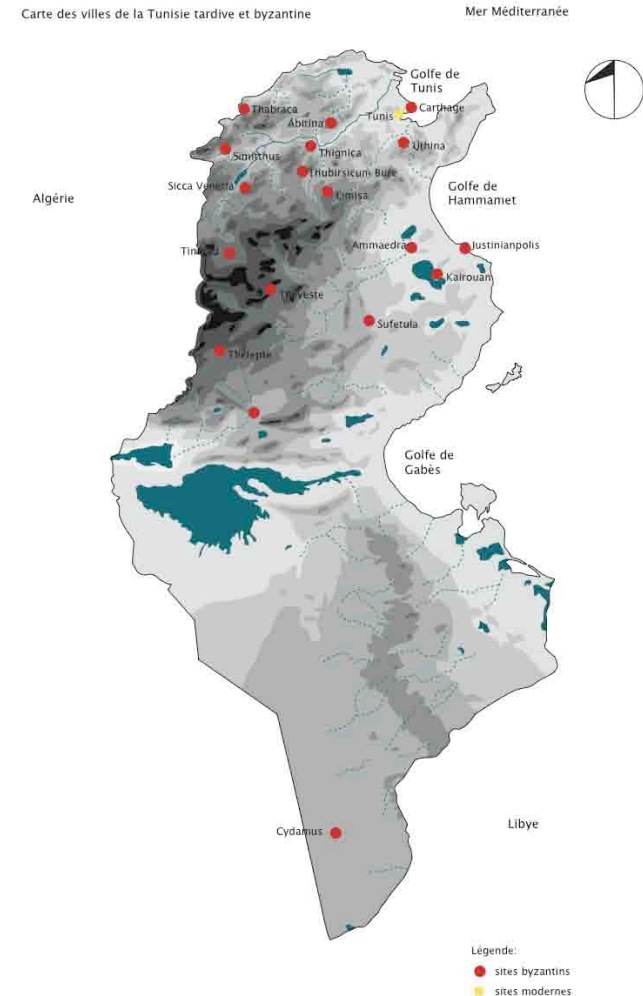 Carte des villes de la Tunisie tardive et byzantine
Mer Méditerranée
Golfe de
Tunis
Thabraca
Carthage
Tunis
Abitina
Simitthus
Thignica
Uthina
Thubirsicum Bure
Sicca Veneria
Limisa
Algérie
Golfe de
Hammamet
Ammaedra
Justinianpolis
Kairouan
Sufetula
Thelepte
Golfe de
Gabès
Cydamus
Libye
Légende:
sites byzantins
sites modernes